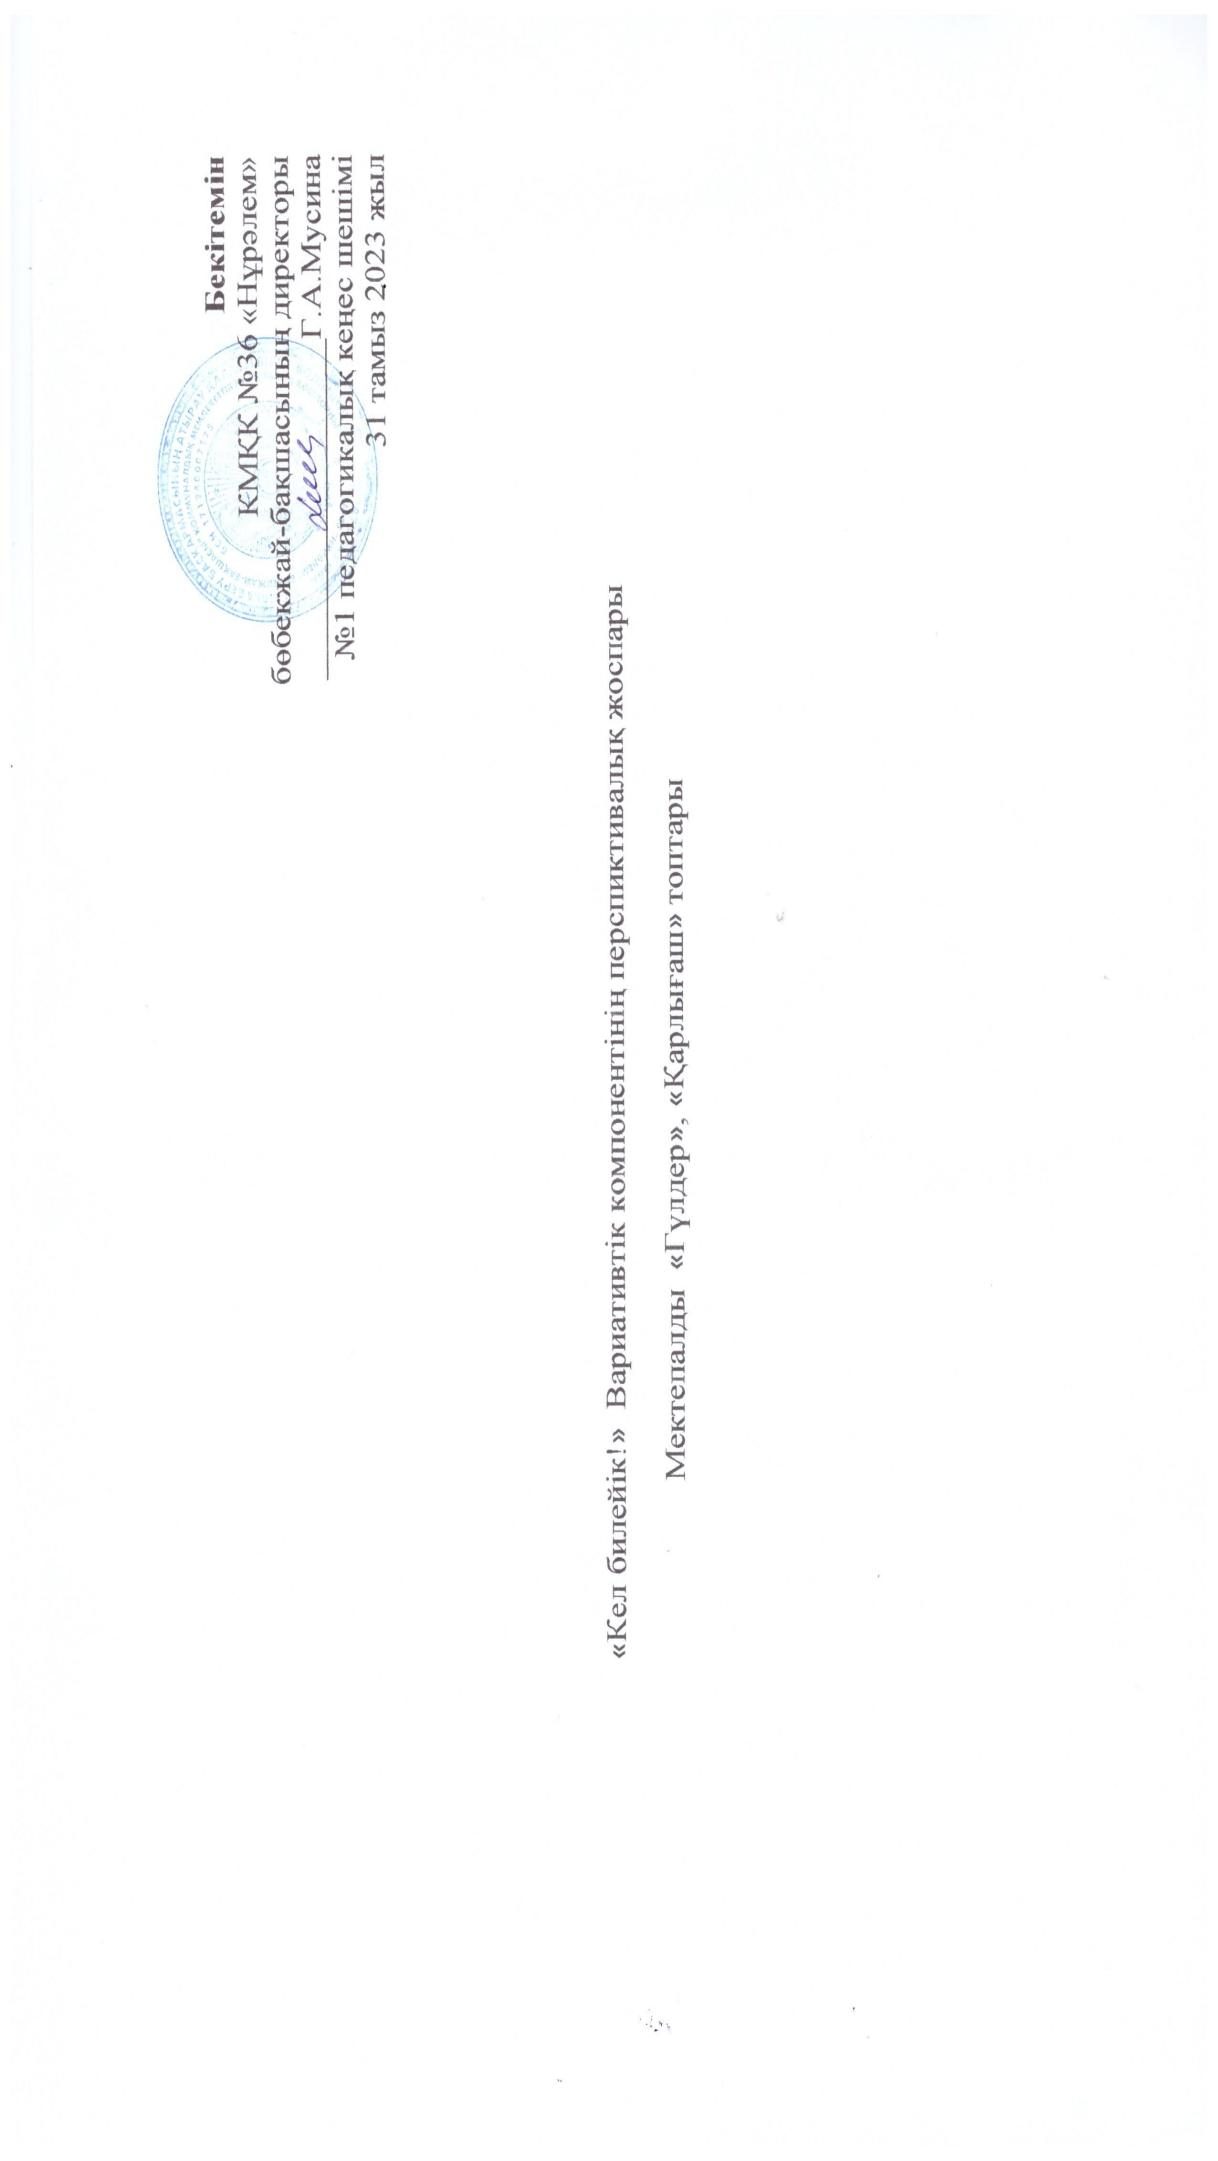 Бекітемін
КМҚК №36 «Нұрәлем»
бөбекжай-бақшасының директоры
Г.А.Мусина
№1 педагогикалық кеңес шешімі
31 тамыз 2023 жыл
«Кел билейік!» Вариативтік компонентінің перспиктивалық жоспары
Мектепалды «Гүлдер», «Қарлығаш» топтары